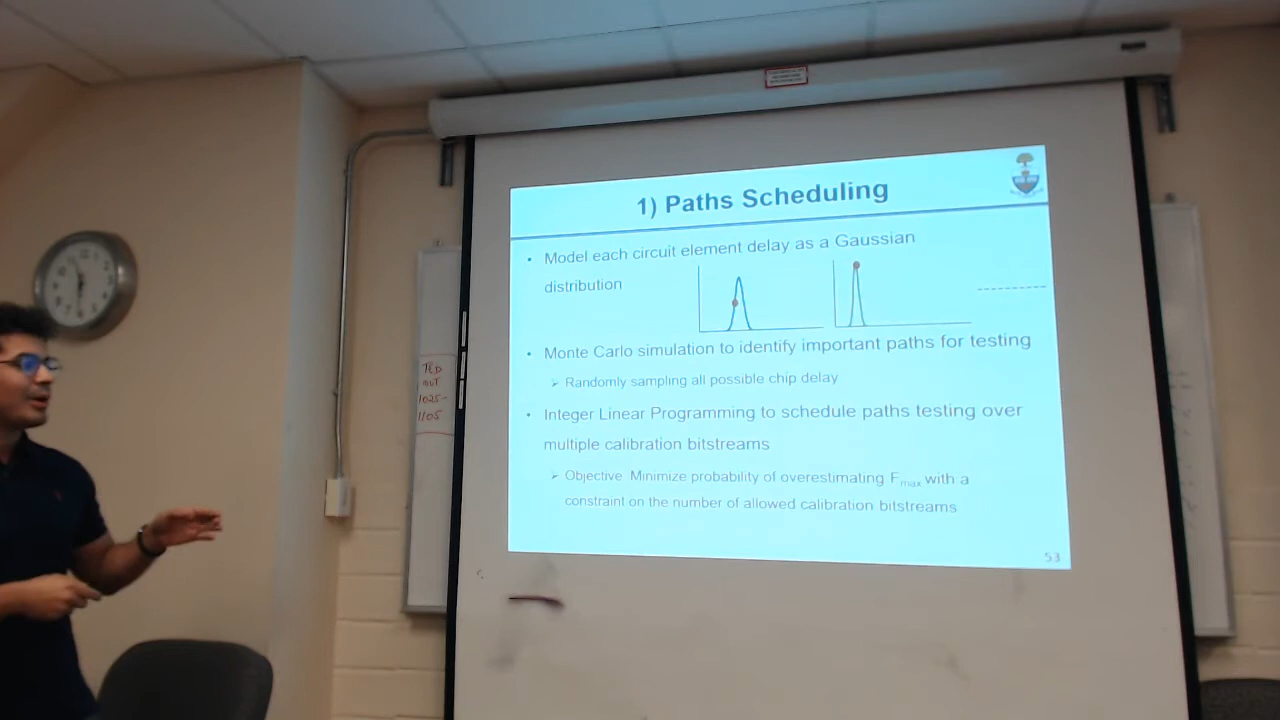 1) Paths Scheduling
• Model each circuit element delay as a Gaussian
distribution
• Monte Carlo simulation to identify important paths for testing
➢ Randomly sampling all possible chip delay
• Integer Linear Programming to schedule paths testing over
multiple calibration bitstreams
➢ Objective Minimize probability of overestimating Fmax with a
constraint on the number of allowed calibration bitstreams
53
1025-
1105